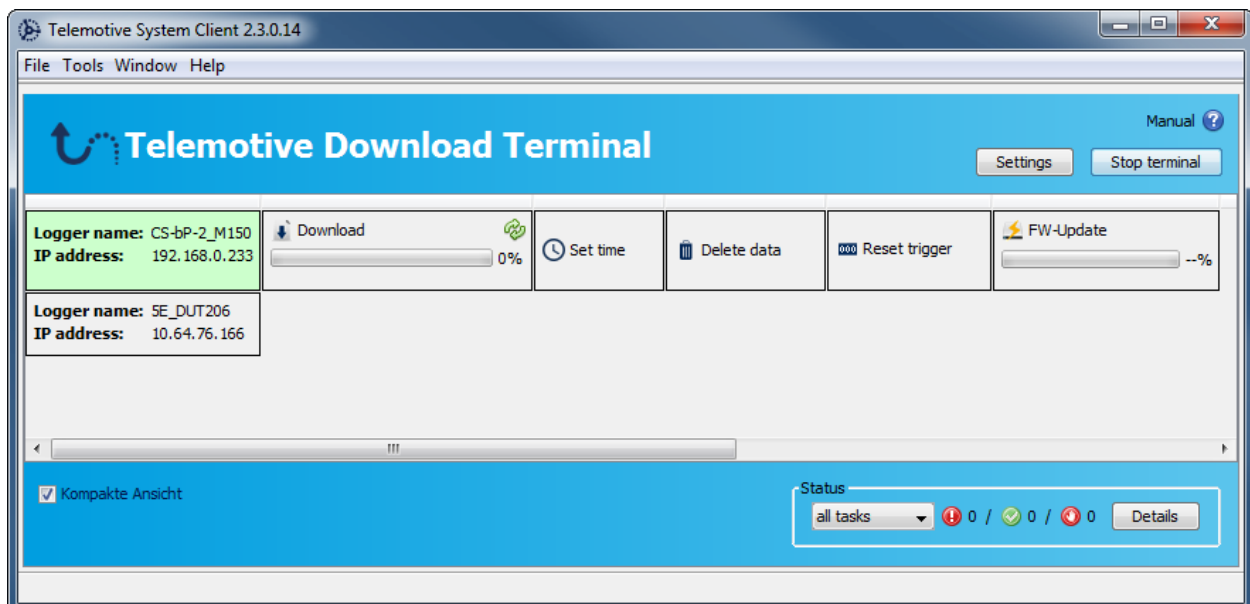 Telemotive System Client 2.3.0.14
File Tools Window Help
Telemotive Download Terminal
Manual
Settings
Stop terminal
Logger name: CS-bP-2_M150
IP address: 192.168.0.233
Download
0%
Set time
Delete data
Reset trigger
FW-Update
--%
Logger name: 5E_DUT206
IP address: 10.64.76.166
Kompakte Ansicht
Status
all tasks
0 / 0 / 0
Details